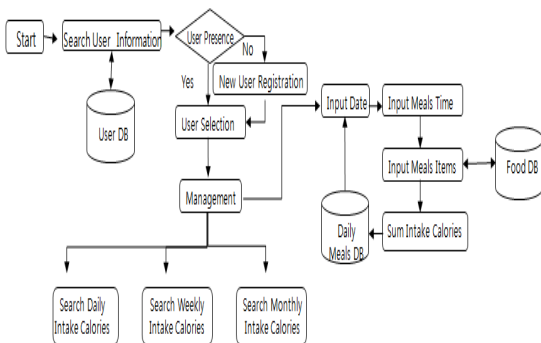 Start
Search User Information
User Presence
No
Yes
New User Registration
User DB
User Selection
Management
Input Date
Input Meals Time
Input Meals Items
Food DB
Daily
Meals DB
Sum Intake Calories
Search Daily
Intake Calories
Search Weekly
Intake Calories
Search Monthly
Intake Calories